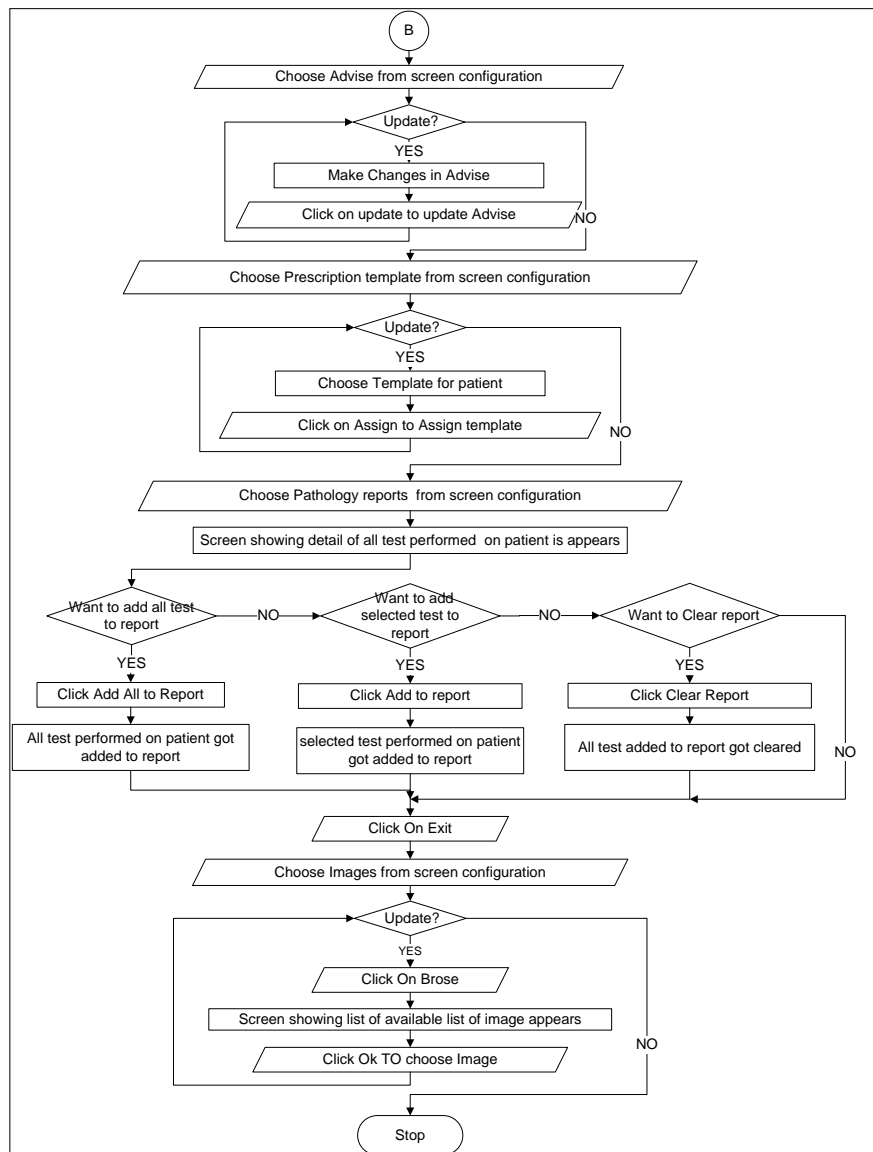 B
Choose Advise from screen configuration
Update?
YES
Make Changes in Advise
Click on update to update Advise
NO
Choose Prescription template from screen configuration
Update?
YES
Choose Template for patient
Click on Assign to Assign template
NO
Choose Pathology reports from screen configuration
Screen showing detail of all test performed on patient is appears
Want to add all test
to report
NO
Want to add
selected test to
report
NO
Want to Clear report
YES
YES
YES
Click Add All to Report
Click Add to report
Click Clear Report
All test performed on patient got
added to report
selected test performed on patient
got added to report
All test added to report got cleared
NO
Click On Exit
Choose Images from screen configuration
Update?
YES
Click On Brose
Screen showing list of available list of image appears
Click Ok TO choose Image
NO
Stop